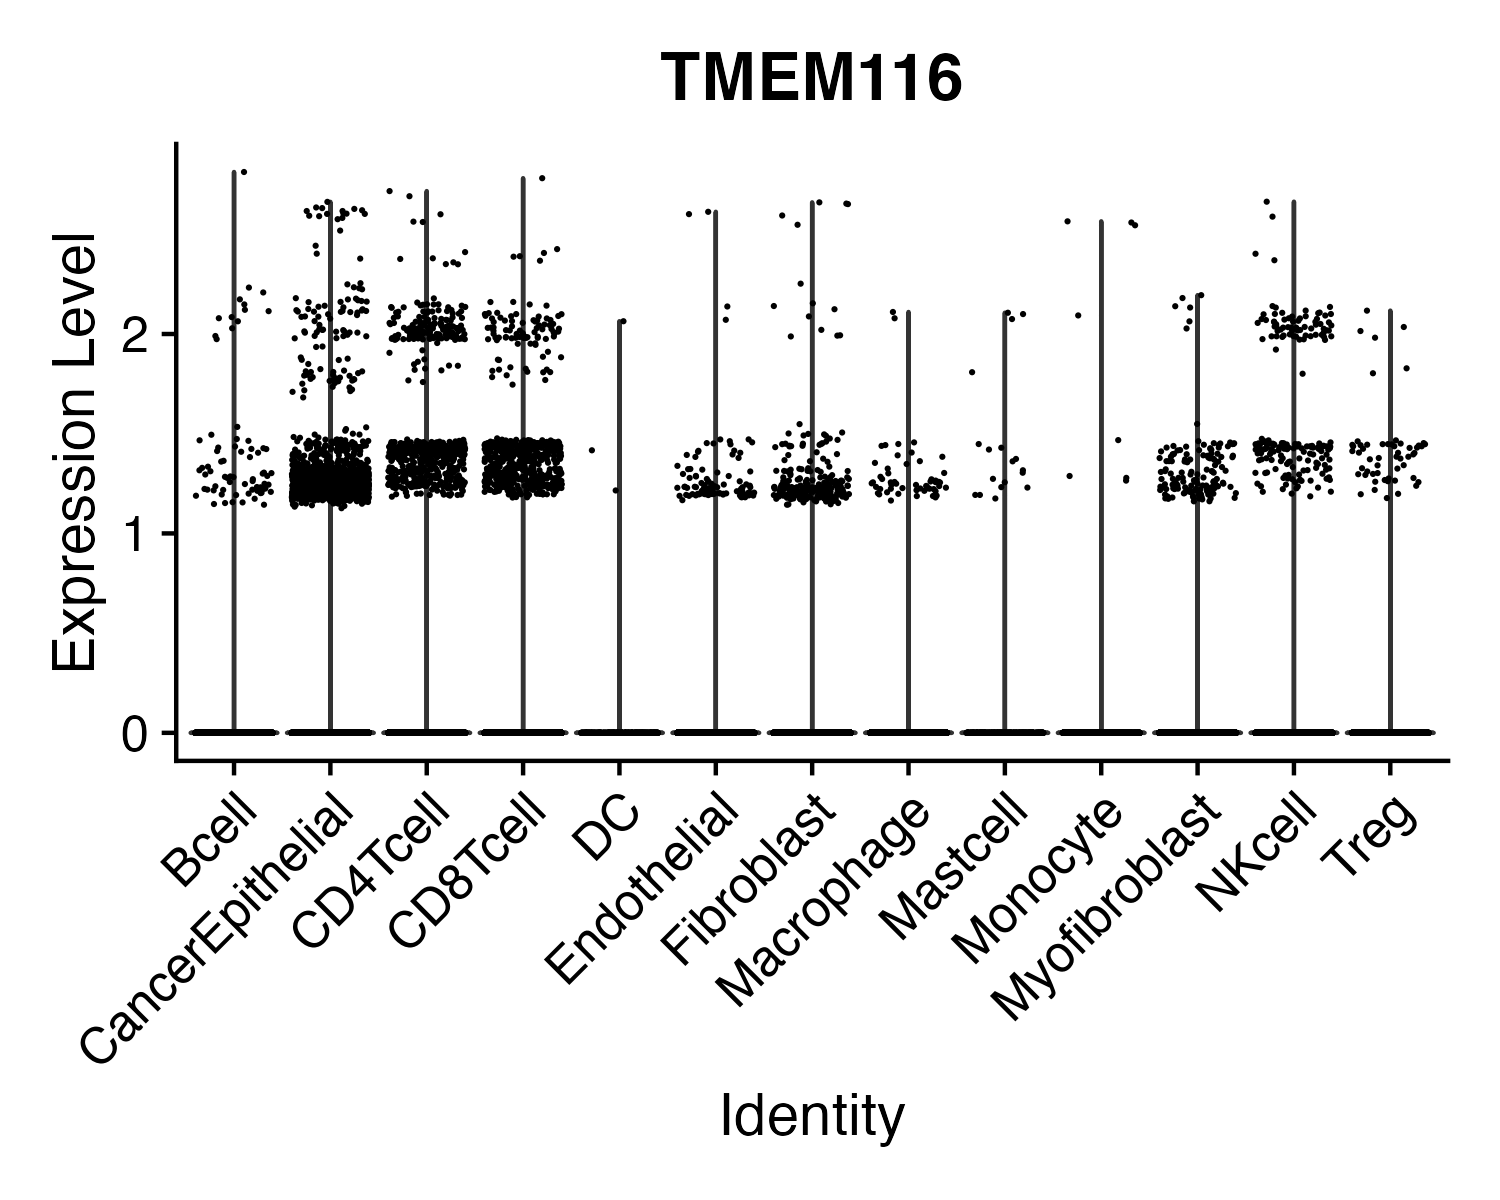 TMEM116
Expression Level
2
1
0
Bcell
CancerEpithelial
CD4Tcell
CD8Tcell
DC
Endothelial
Fibroblast
Macrophage
Mastcell
Monocyte
Myofibroblast
NKcell
Treg
Identity